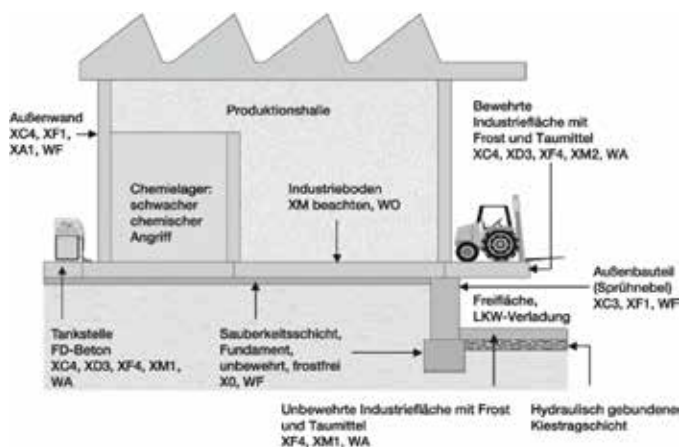 Außenwand
XC4, XF1,
XA1, WF
Produktionshalle
Bewehrte
Industriefläche mit
Frost und Taumittel
XC4, XD3, XF4, XM2, WA
Chemielager:
schwacher
chemischer
Angriff
Industrieboden
XM beachten, WO
Außenbauteil
(Sprühnebel)
XC3, XF1, WF
Freifläche,
LKW-Verladung
Tankstelle
FD-Beton
XC4, XD3, XF4, XM1,
WA
Sauberkeitsschicht,
Fundament,
unbewehrt, frostfrei
X0, WF
Unbewehrte Industriefläche mit Frost
und Taumittel
XF4, XM1, WA
Hydraulisch gebundener
Kiestragschicht